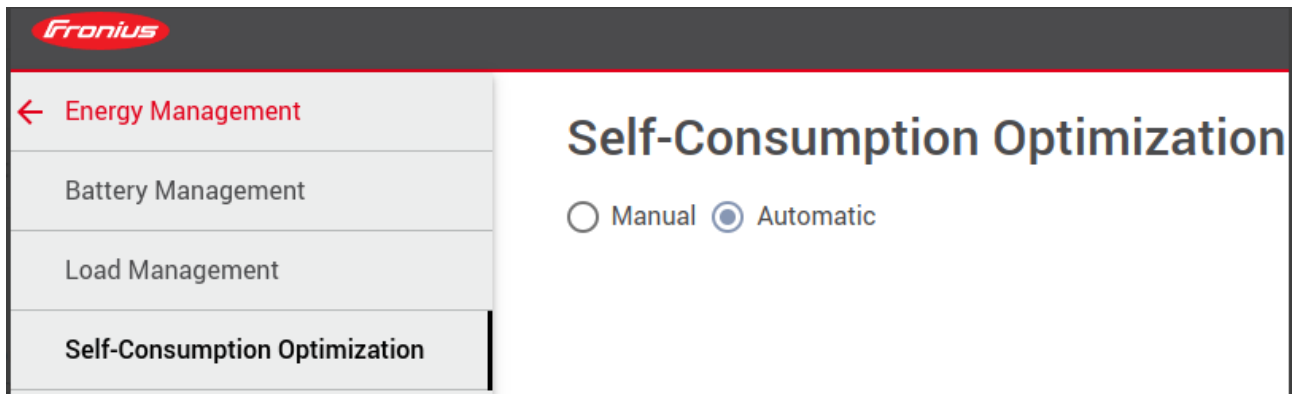 Fronius
Energy Management
Battery Management
Load Management
Self-Consumption Optimization
Self-Consumption Optimization
Manual Automatic